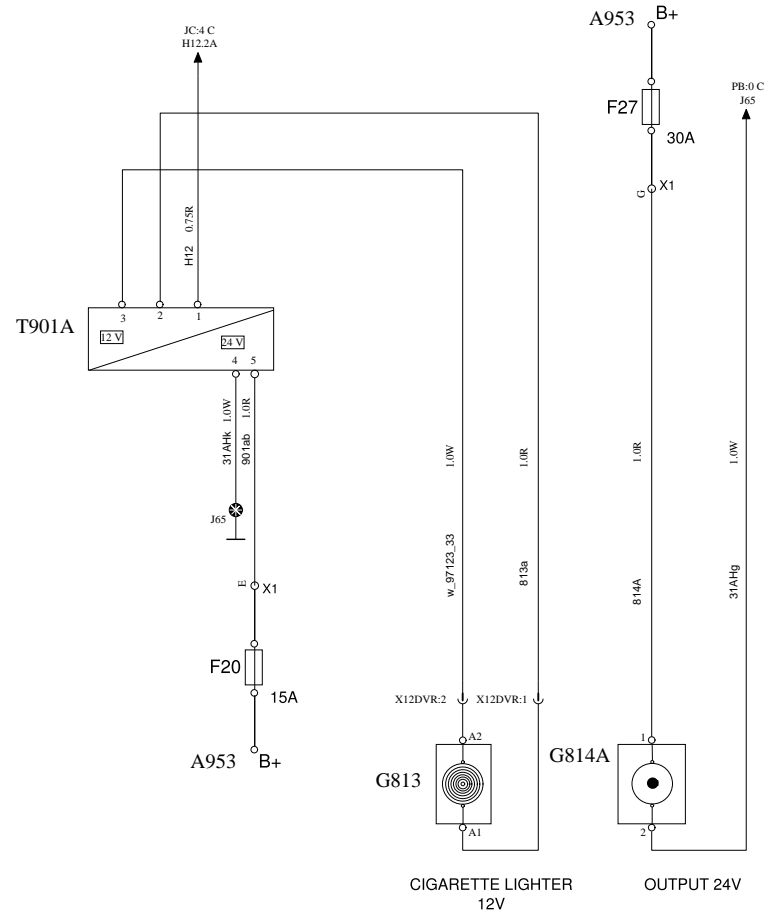 JC:4 C
H12.2A
A953 B+
F27
30A
PB:0 C
J65
G X1
H12 0.75R
T901A
3 2 1
12 V
24 V
4 5
31AHk 1.0W
901ab 1.0R
J65
E X1
F20
15A
A953 B+
w_97123_33 1.0W
813a 1.0R
814A 1.0R
31AHg 1.0W
X12DVR:2 X12DVR:1
A2
G813
A1
1
G814A
2
CIGARETTE LIGHTER
12V
OUTPUT 24V